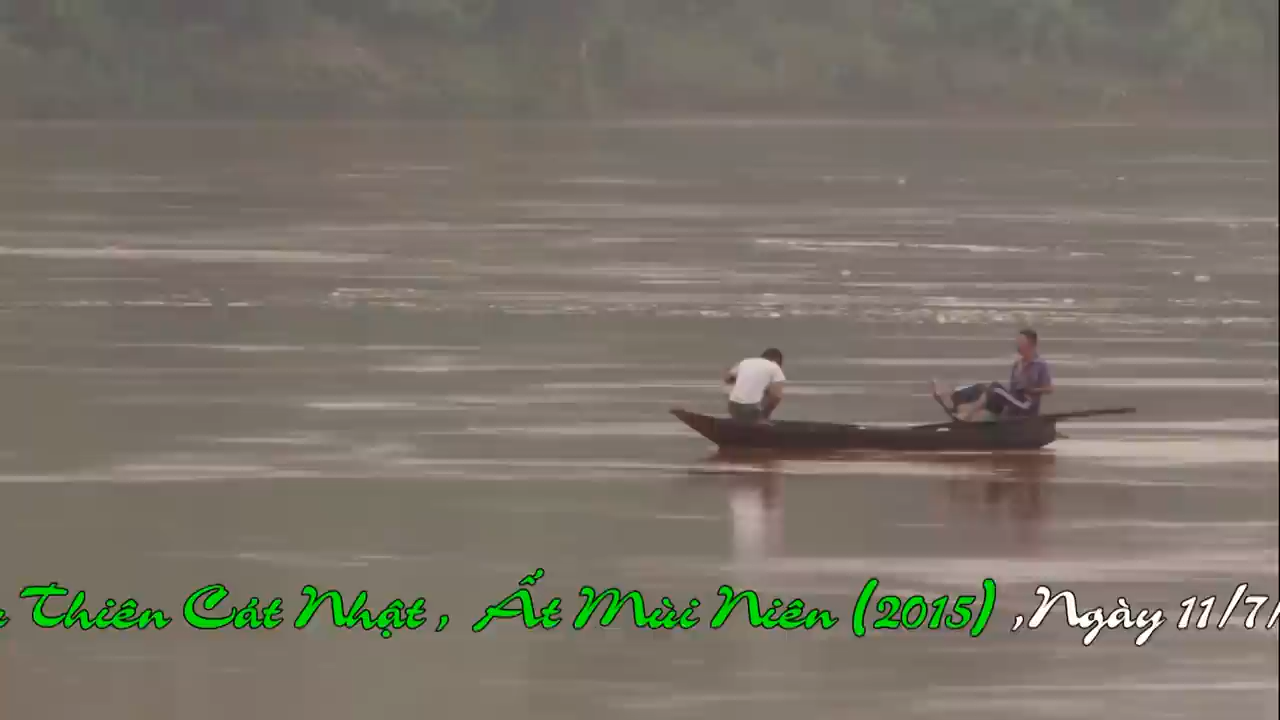 Thiên Cát Nhật , Ất Mùi Niên (2015) ,Ngày 11/7/